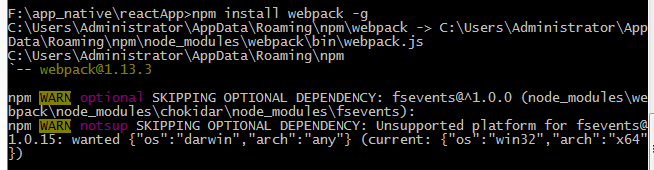 F:\app_native\reactApp>npm install webpack -g
C:\Users\Administrator\AppData\Roaming\npm\webpack -> C:\Users\Administrator\App
Data\Roaming\npm\node_modules\webpack\bin\webpack.js
C:\Users\Administrator\AppData\Roaming\npm
`-- webpack@1.13.3
npm WARN optional SKIPPING OPTIONAL DEPENDENCY: fsevents@^1.0.0 (node_modules\we
bpack\node_modules\chokidar\node_modules\fsevents):
npm WARN notsup SKIPPING OPTIONAL DEPENDENCY: Unsupported platform for fsevents@
1.0.15: wanted {"os":"darwin","arch":"any"} (current: {"os":"win32","arch":"x64"
})